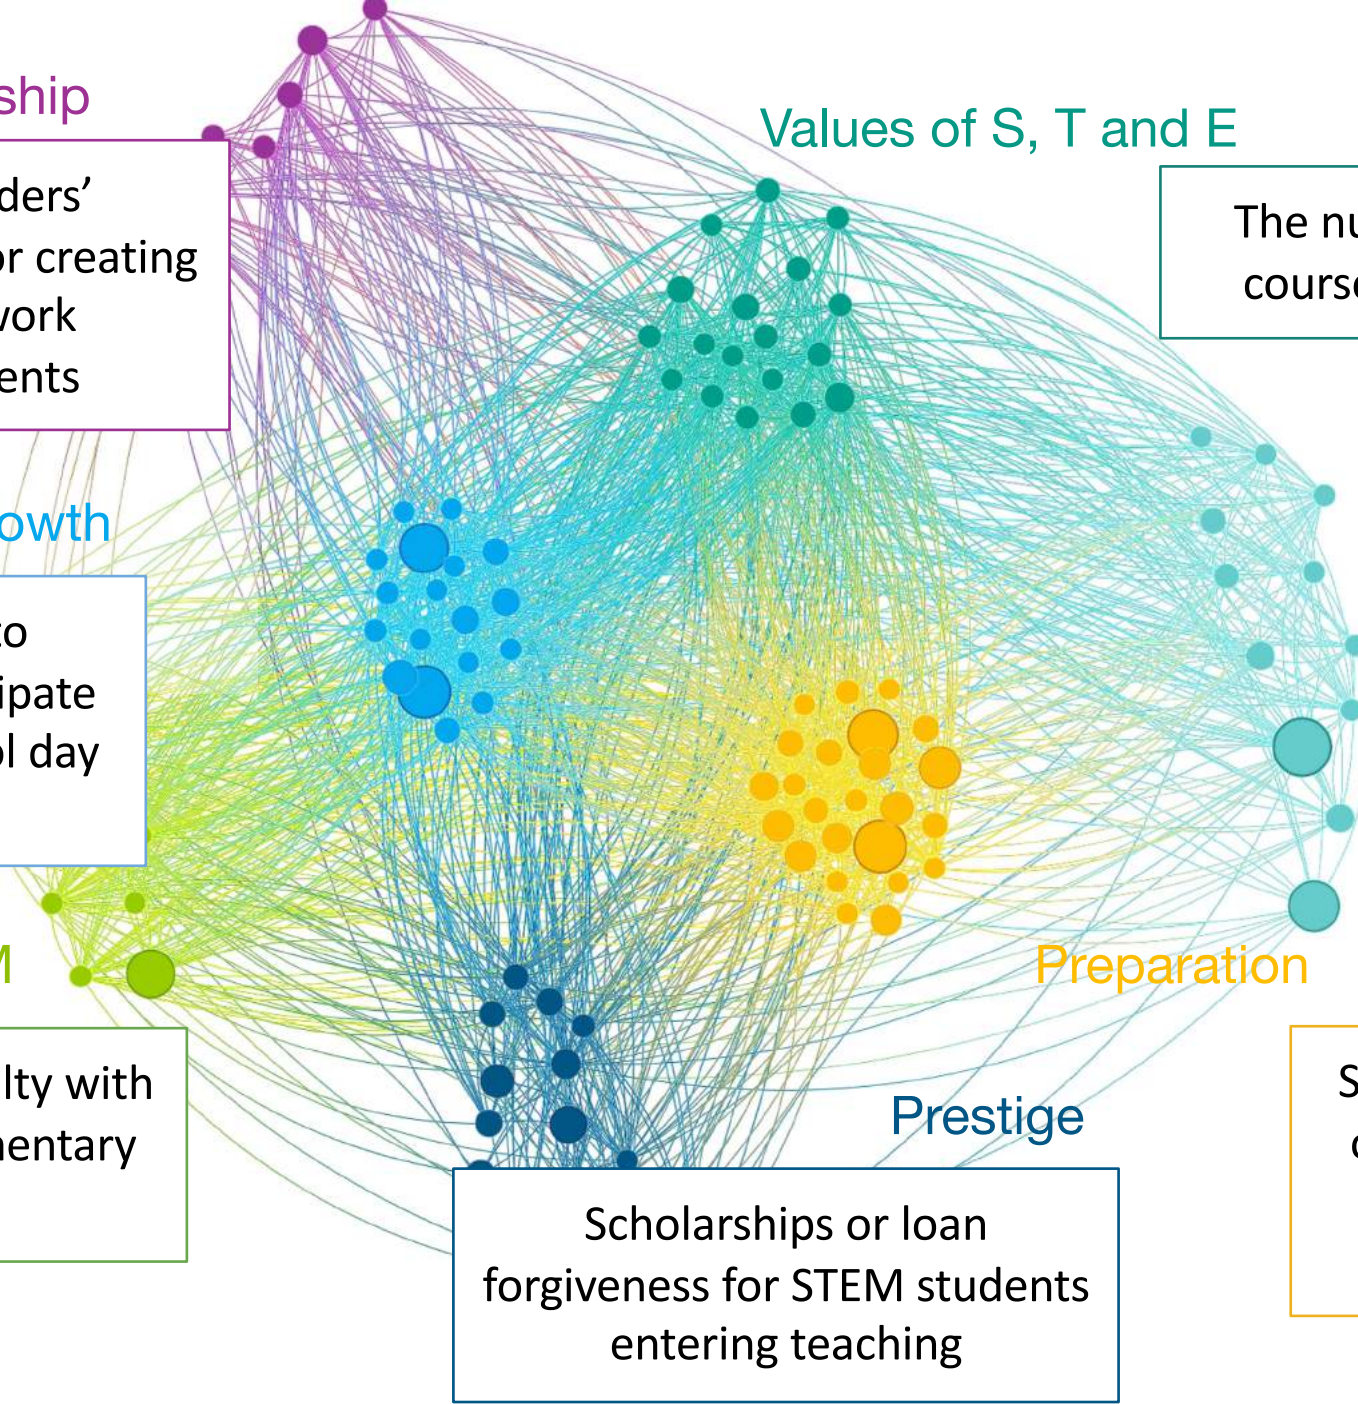 ship
Values of S, T and E
ders’
or creating
work
ents
The nu
course
owth
to
ipate
ol day
M
Preparation
lty with
nentary
Prestige
S
c
Scholarships or loan
forgiveness for STEM students
entering teaching